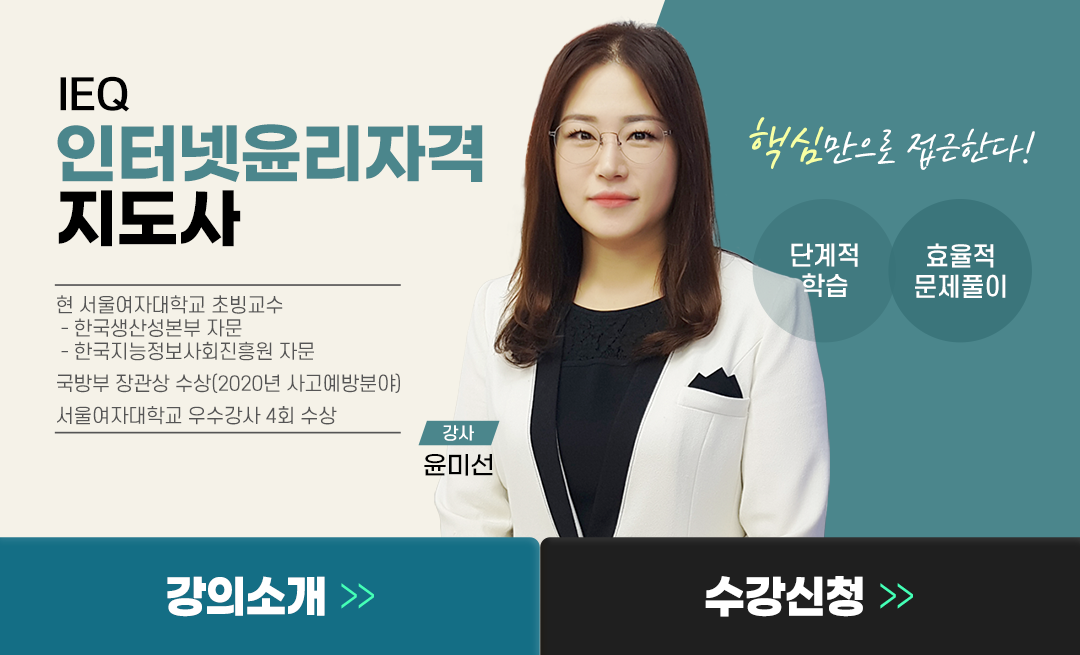 IEQ
인터넷윤리자격
지도사
현 서울여자대학교 초빙교수
- 한국생산성본부 자문
- 한국지능정보사회진흥원 자문
국방부 장관상 수상(2020년 사고예방분야)
서울여자대학교 우수강사 4회 수상
강사
윤미선
핵심만으로 접근한다!
단계적
학습
효율적
문제풀이
강의소개 >>
수강신청 >>